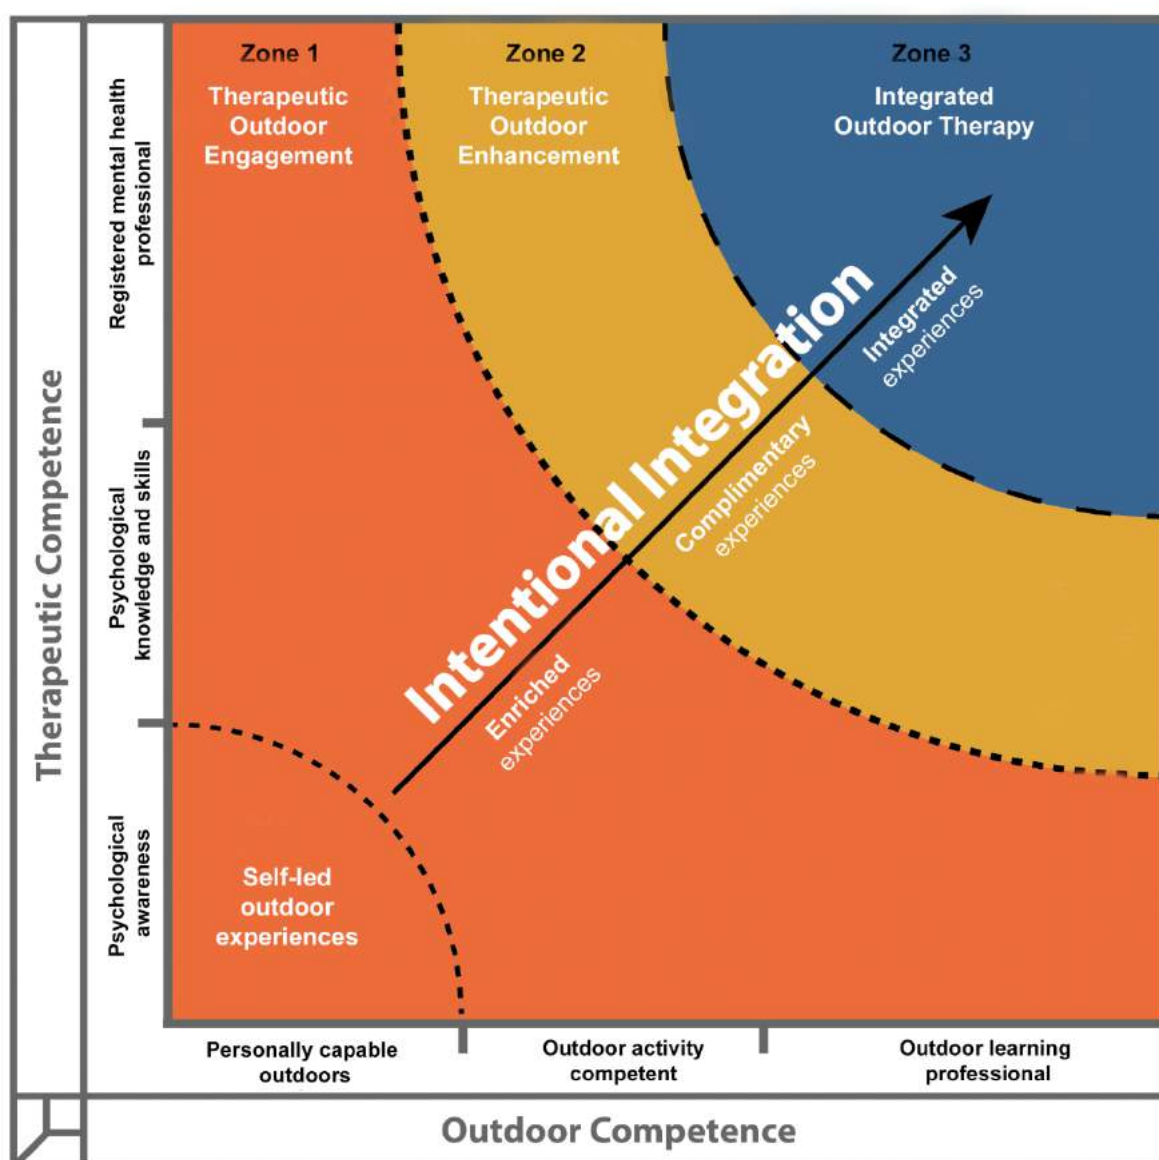 Zone 1
Therapeutic
Outdoor
Engagement
Zone 2
Therapeutic
Outdoor
Enhancement
Zone 3
Integrated
Outdoor Therapy
Intentional Integration
Integrated
experiences
Complimentary
experiences
Enriched
experiences
Self-led
outdoor
experiences
Therapeutic Competence
Registered mental health
professional
Psychological
knowledge and skills
Psychological
awareness
Personally capable
outdoors
Outdoor activity
competent
Outdoor learning
professional
Outdoor Competence